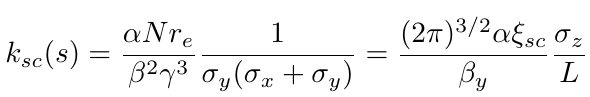 k_{sc}(s) = \frac{\alpha N r_e}{\beta^2 \gamma^3} \frac{1}{\sigma_y(\sigma_x + \sigma_y)} = \frac{(2\pi)^{3/2} \alpha \xi_{sc}}{\beta_y} \frac{\sigma_z}{L}